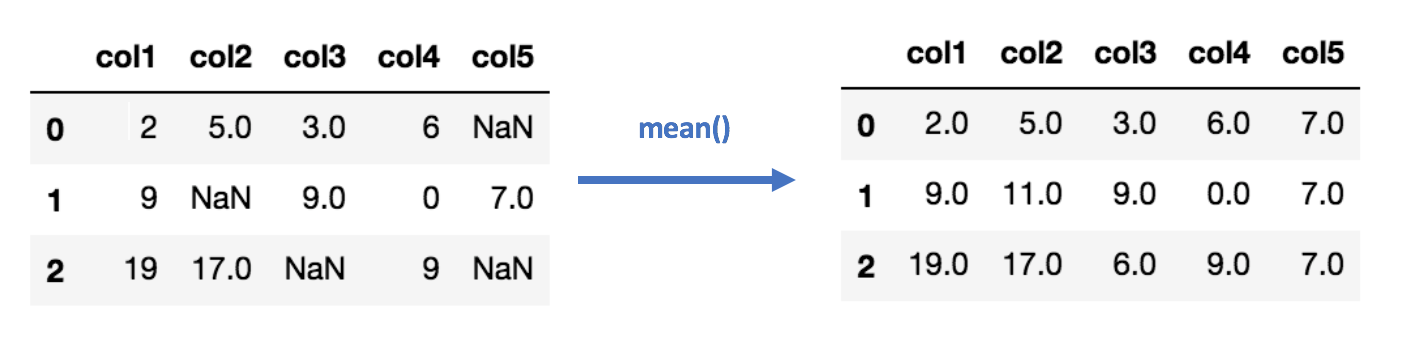 col1 col2 col3 col4 col5
0 2 5.0 3.0 6 NaN
1 9 NaN 9.0 0 7.0
2 19 17.0 NaN 9 NaN
mean()
col1 col2 col3 col4 col5
0 2.0 5.0 3.0 6.0 7.0
1 9.0 11.0 9.0 0.0 7.0
2 19.0 17.0 6.0 9.0 7.0